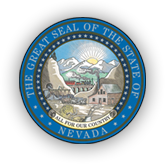 THE GREAT SEAL OF THE STATE OF
NEVADA
ALL FOR OUR COUNTRY